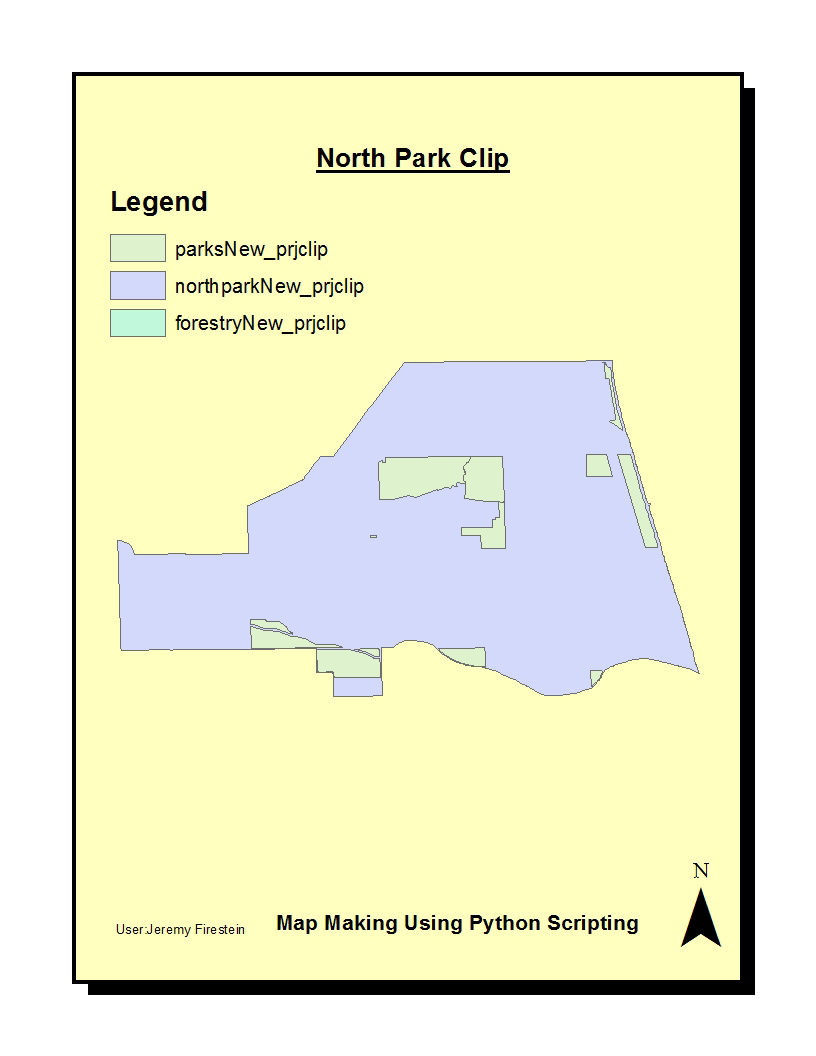 North Park Clip
Legend
parksNew_prjclip
northparkNew_prjclip
forestryNew_prjclip
N
User:Jeremy Firestein
Map Making Using Python Scripting